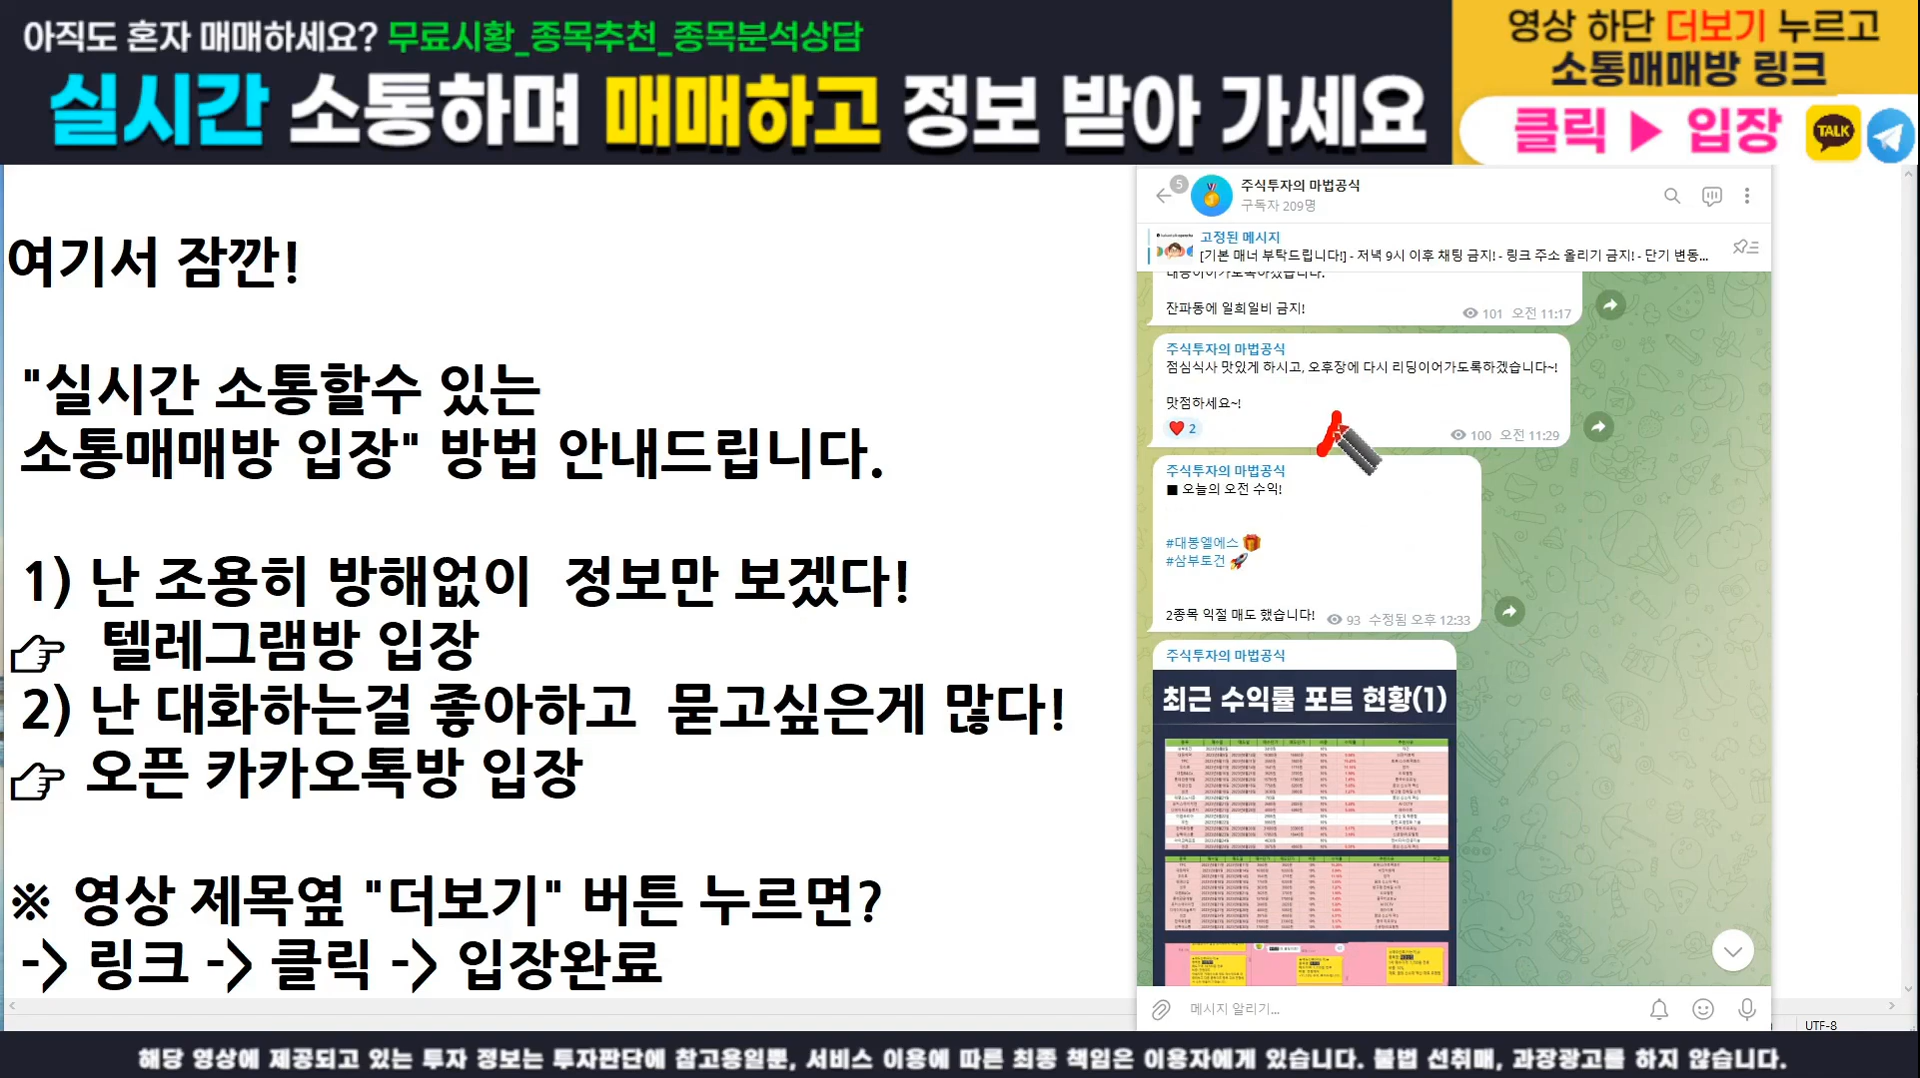 아직도 혼자 매매하세요? 무료시황_종목추천_종목분석상담
실시간 소통하며 매매하고 정보 받아 가세요
영상 하단 더보기 누르고
소통매매방 링크
클릭 ▶ 입장
TALK
여기서 잠깐!
"실시간 소통할수 있는
소통매매방 입장" 방법 안내드립니다.
1) 난 조용히 방해없이 정보만 보겠다!
☞ 텔레그램방 입장
2) 난 대화하는걸 좋아하고 묻고싶은게 많다!
☞ 오픈 카카오톡방 입장
※ 영상 제목옆 "더보기" 버튼 누르면?
-> 링크 -> 클릭 -> 입장완료
5
주식투자의 마법공식
구독자 209명
고정된 메시지
[기본 매너 부탁드립니다!] - 저녁 9시 이후 채팅 금지! - 링크 주소 올리기 금지! - 단기 변동...
잔파동에 일희일비 금지!
101 오전 11:17
주식투자의 마법공식
점심식사 맛있게 하시고, 오후장에 다시 리딩이어가도록하겠습니다~!
맛점하세요~!
❤️ 2
100 오전 11:29
주식투자의 마법공식
■ 오늘의 오전 수익!
#대봉엘에스 🎁
#삼부토건 🚀
2종목 익절 매도 했습니다!
93 수정됨 오후 12:33
주식투자의 마법공식
최근 수익률 포트 현황(1)
메시지 알리기...
UTF-8
해당 영상에 제공되고 있는 투자 정보는 투자판단에 참고용일뿐, 서비스 이용에 따른 최종 책임은 이용자에게 있습니다. 불법 선취매, 과장광고를 하지 않습니다.